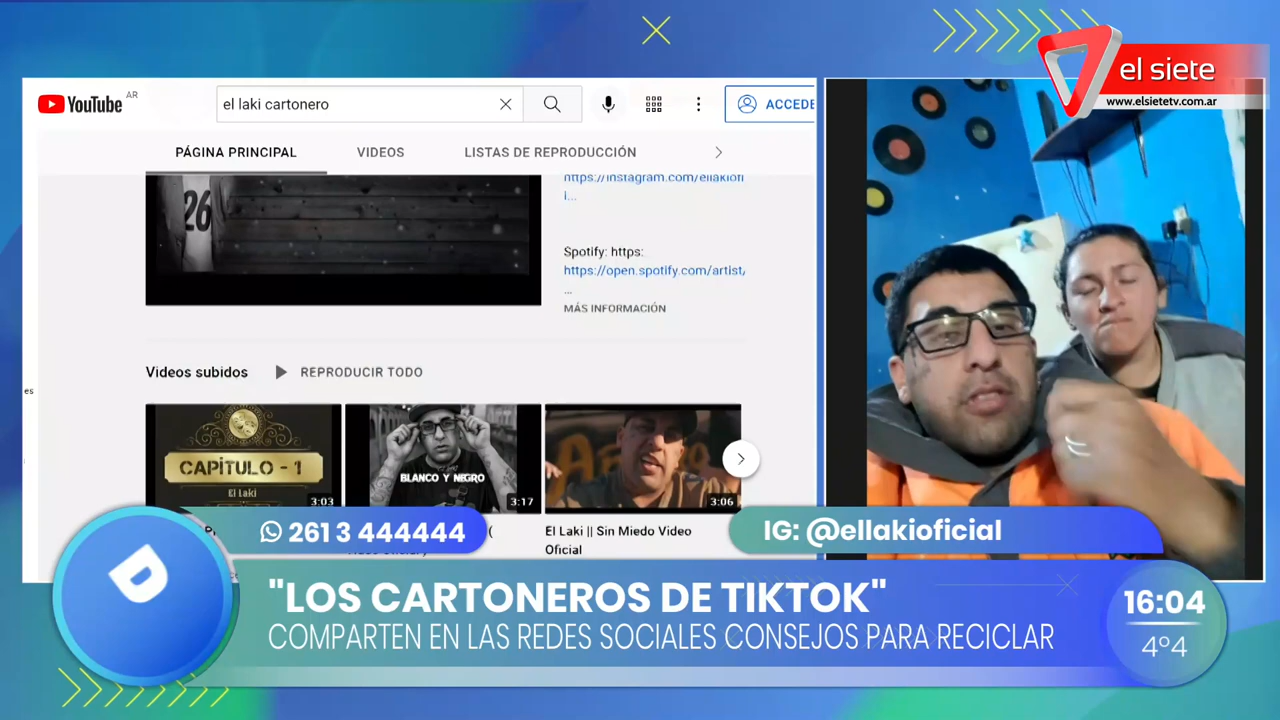 el siete
www.elsietetv.com.ar
YouTube AR
el laki cartonero
ACCEDE
PÁGINA PRINCIPAL
VIDEOS
LISTAS DE REPRODUCCIÓN
26
https://instagram.com/ellakiofi
i...
Spotify: https:
https://open.spotify.com/artist/
...
MÁS INFORMACIÓN
Videos subidos
REPRODUCIR TODO
es
CAPÍTULO - 1
El Laki
3:03
BLANCO Y NEGRO
3:17
3:06
El Laki || Sin Miedo Video
Oficial
261 3 444444
IG: @ellakioficial
D
"LOS CARTONEROS DE TIKTOK"
COMPARTEN EN LAS REDES SOCIALES CONSEJOS PARA RECICLAR
16:04
4º4